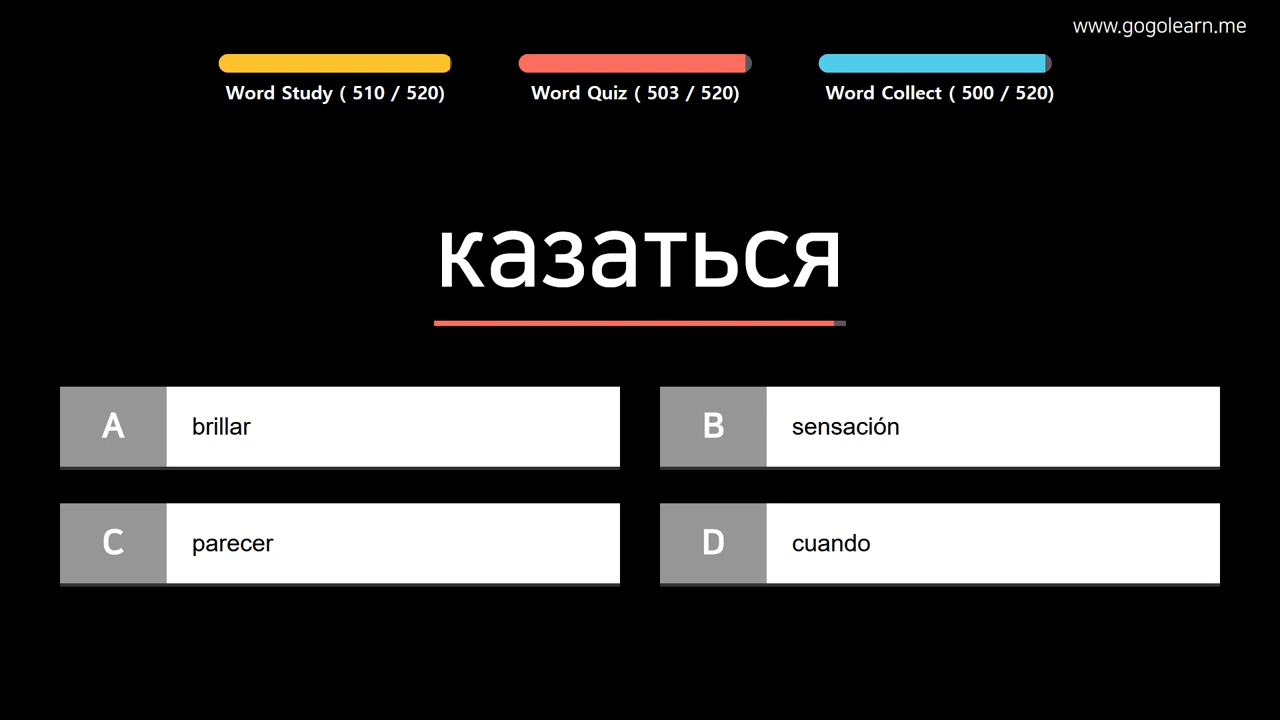 www.gogolearn.me
Word Study ( 510 / 520)
Word Quiz ( 503 / 520)
Word Collect ( 500 / 520)
казаться
A brillar
B sensación
C parecer
D cuando